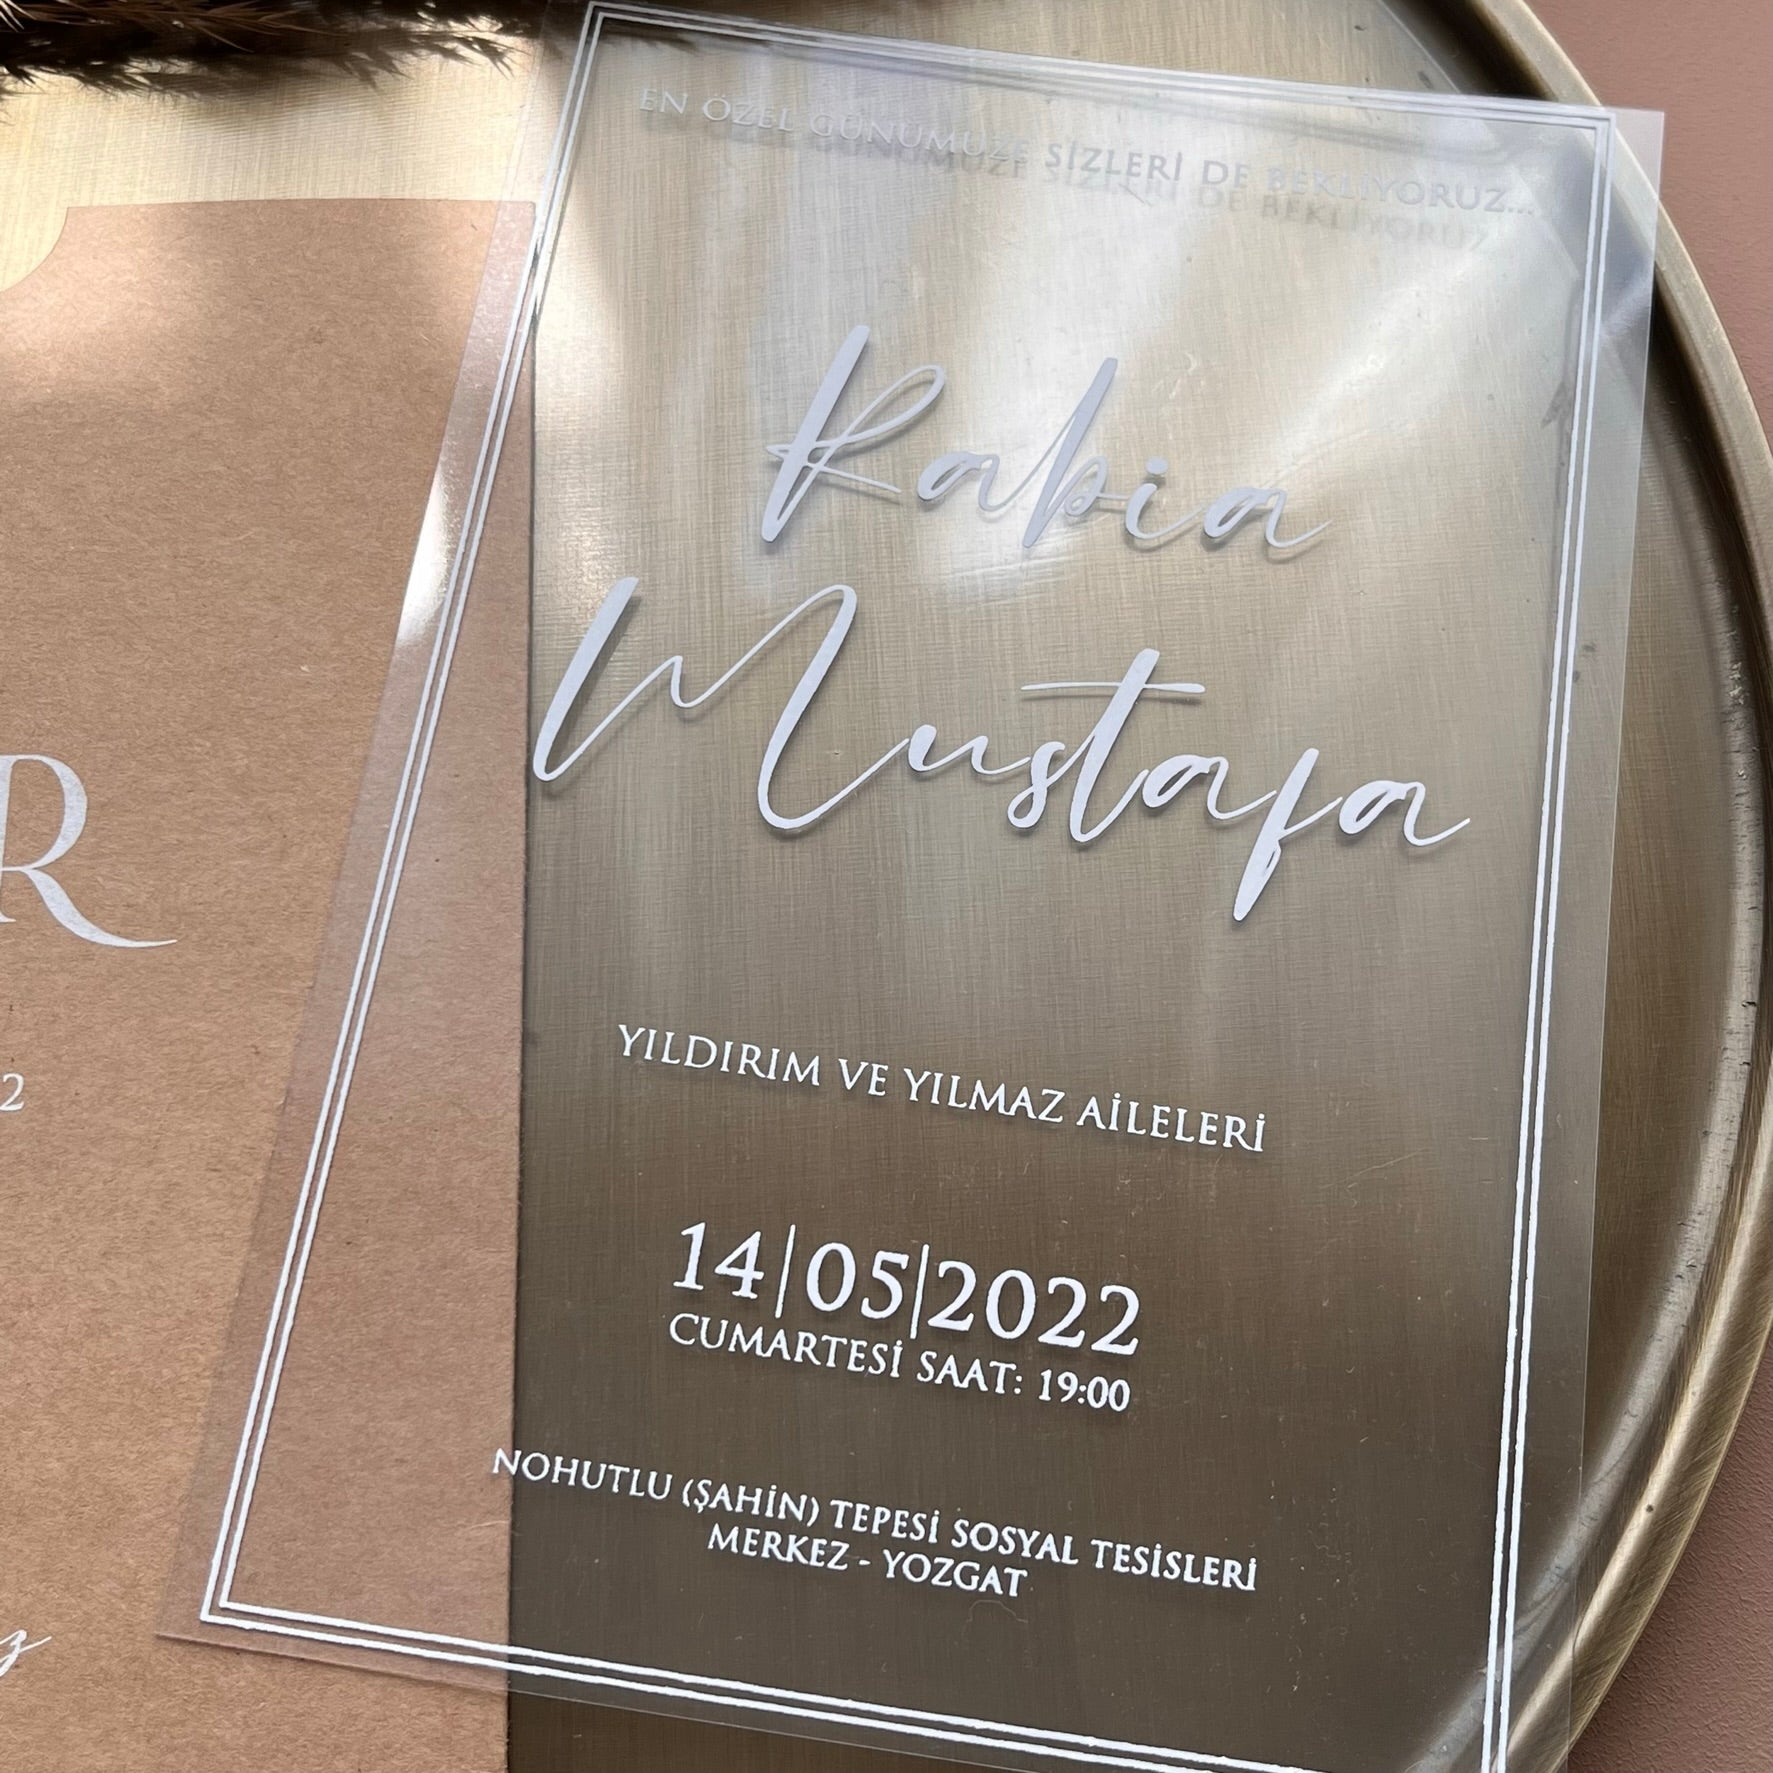 EN ÖZEL GÜNÜMÜZE SİZLERİ DE BEKLİYORUZ...
Rabia
Mustafa
YILDIRIM VE YILMAZ AİLELERİ
14|05|2022
CUMARTESİ SAAT: 19:00
NOHUTLU (ŞAHİN) TEPESİ SOSYAL TESİSLERİ
MERKEZ - YOZGAT
R
2
z